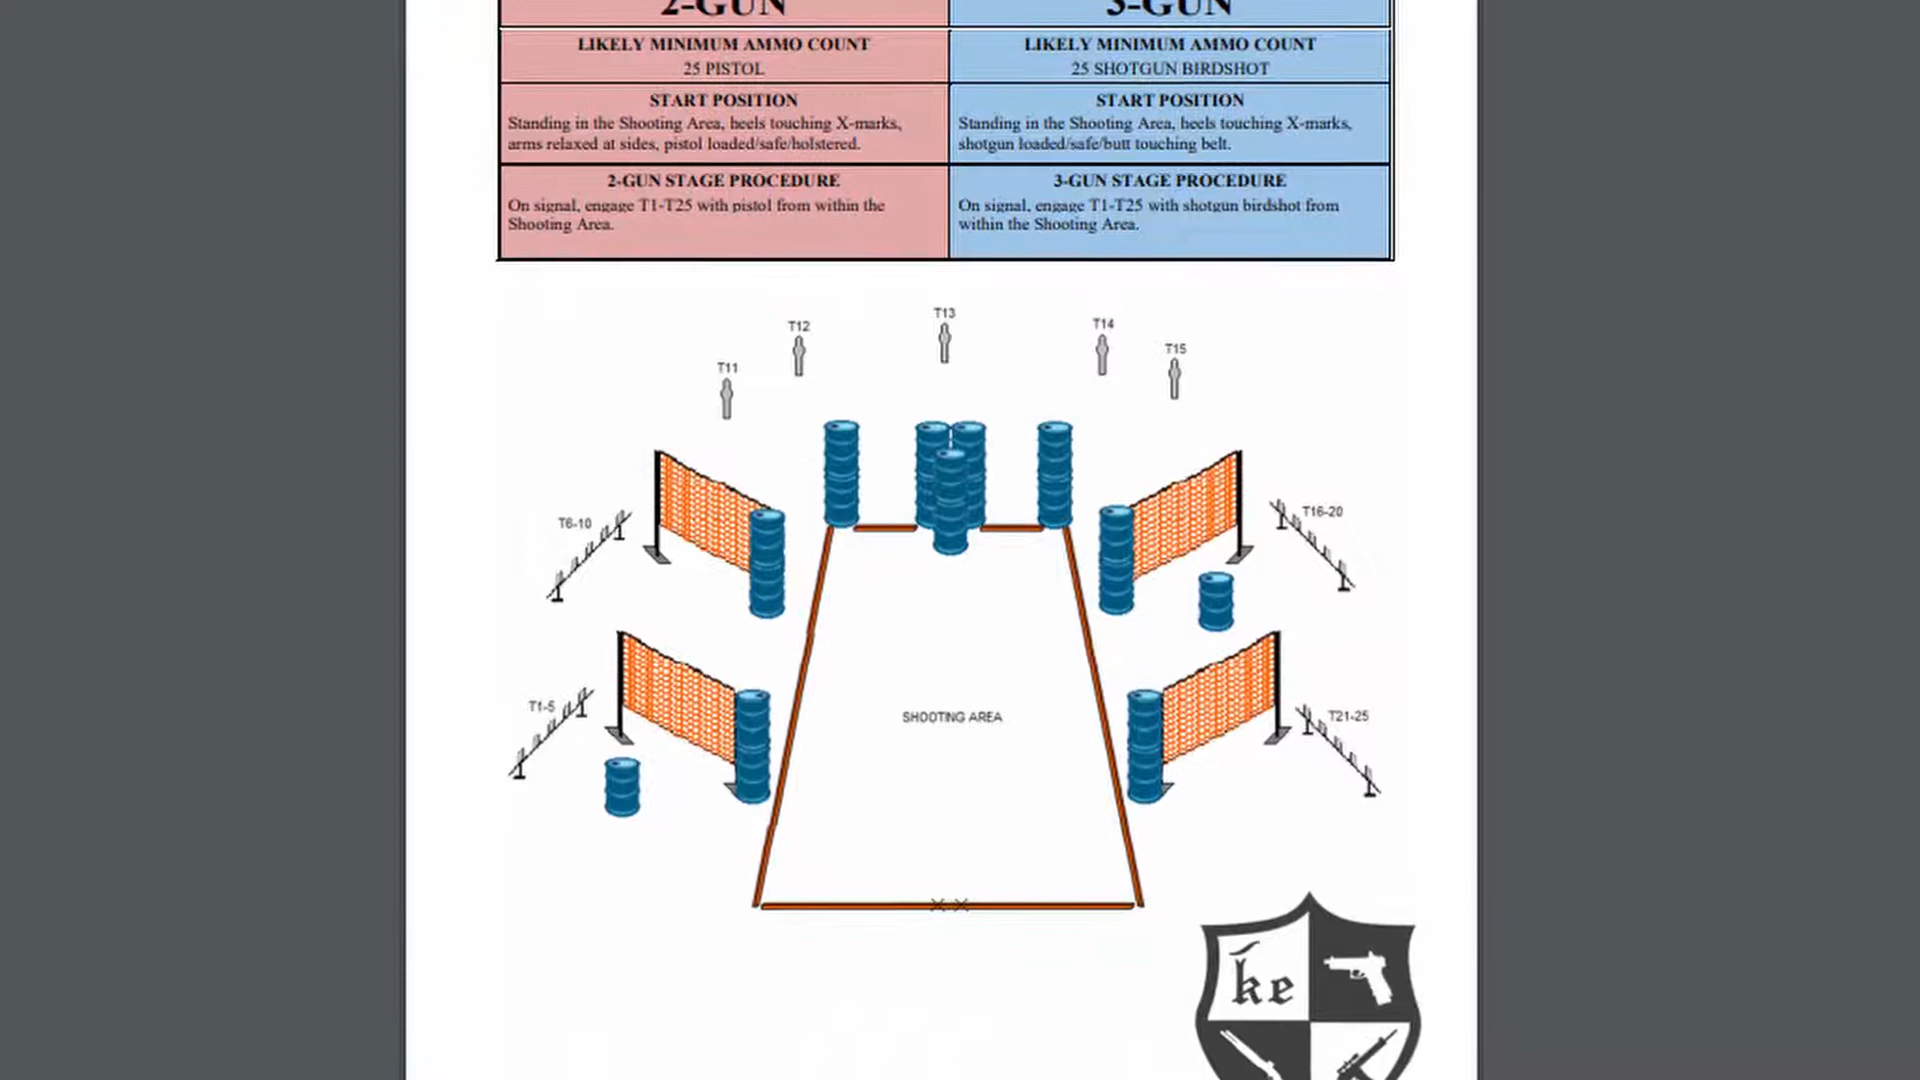 2-GUN
3-GUN
LIKELY MINIMUM AMMO COUNT
25 PISTOL
LIKELY MINIMUM AMMO COUNT
25 SHOTGUN BIRDSHOT
START POSITION
Standing in the Shooting Area, heels touching X-marks,
arms relaxed at sides, pistol loaded/safe/holstered.
START POSITION
Standing in the Shooting Area, heels touching X-marks,
shotgun loaded/safe/butt touching belt.
2-GUN STAGE PROCEDURE
On signal, engage T1-T25 with pistol from within the
Shooting Area.
3-GUN STAGE PROCEDURE
On signal, engage T1-T25 with shotgun birdshot from
within the Shooting Area.
T13
T12
T14
T15
T11
T6-10
T16-20
T1-5
SHOOTING AREA
T21-25
ke